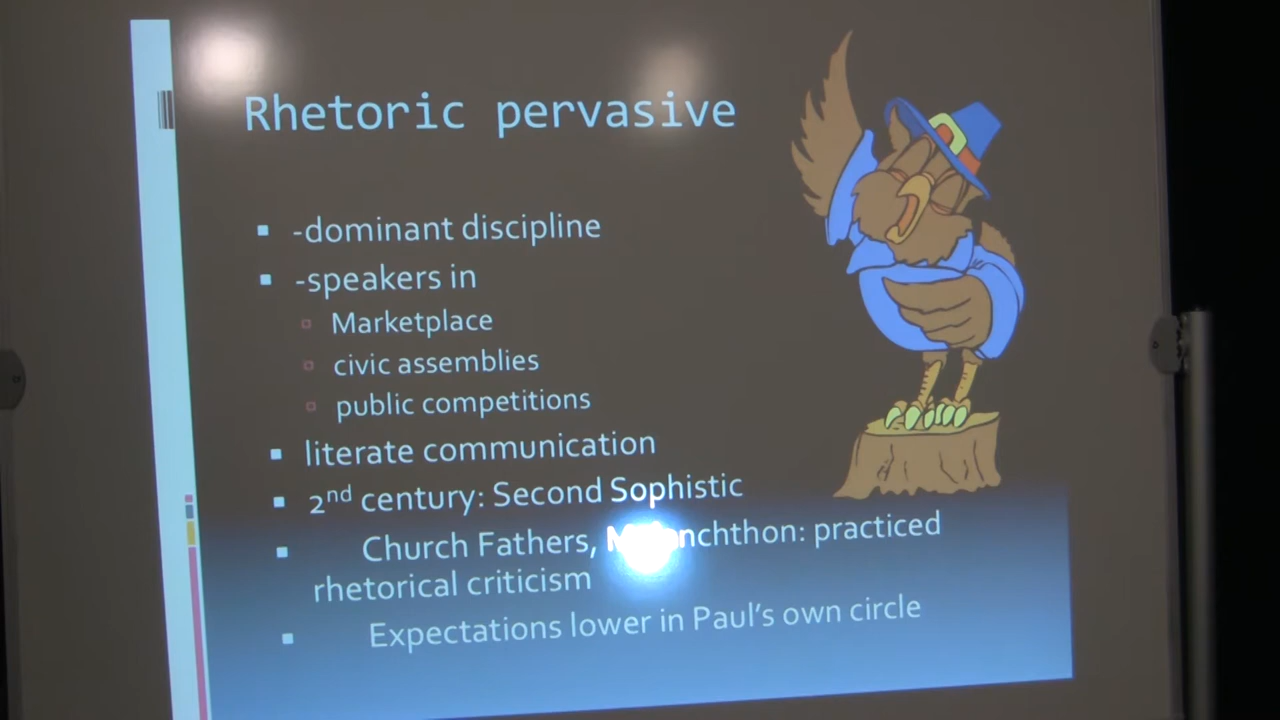 Rhetoric pervasive
-dominant discipline
-speakers in
Marketplace
civic assemblies
public competitions
literate communication
2nd century: Second Sophistic
Church Fathers, Melanchthon: practiced
rhetorical criticism
Expectations lower in Paul's own circle